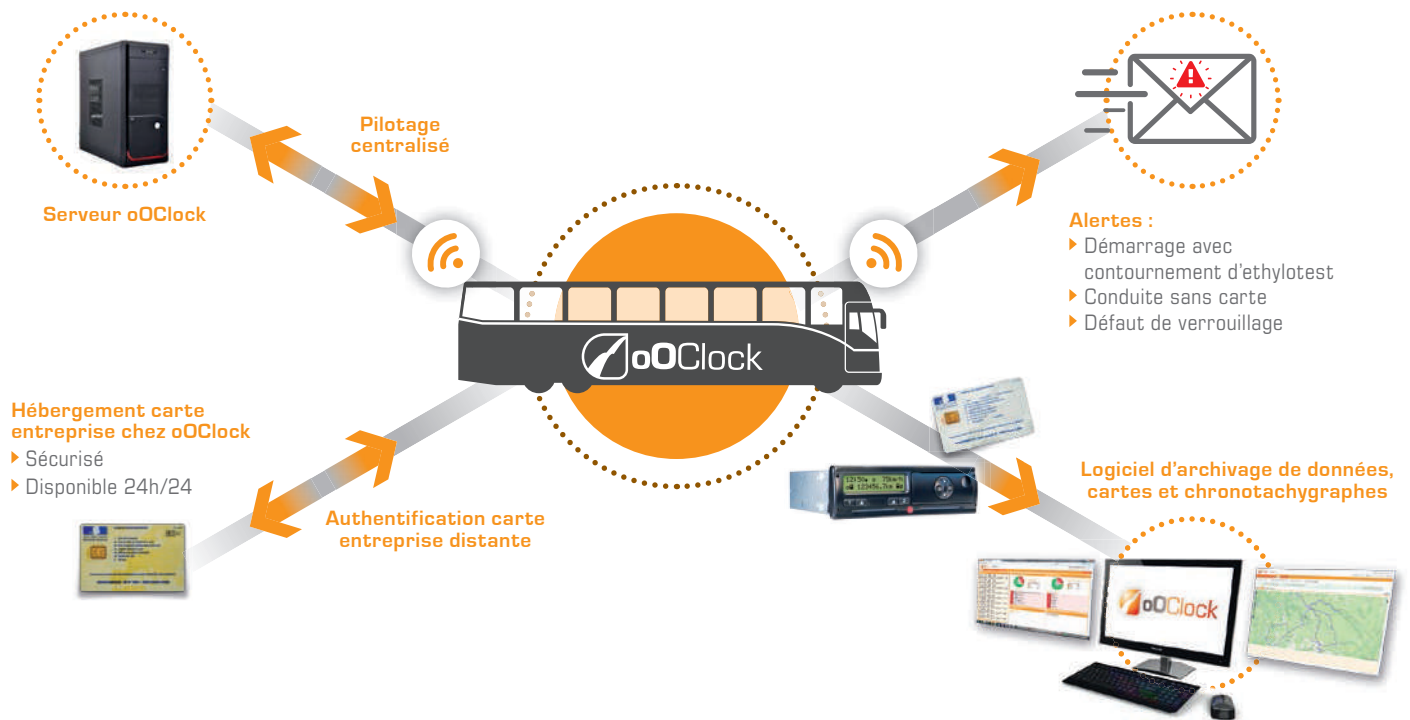 Pilotage
centralisé
Serveur oOClock
Alertes :
Démarrage avec
contournement d'ethylotest
Conduite sans carte
Défaut de verrouillage
oOClock
Hébergement carte
entreprise chez oOClock
Sécurisé
Disponible 24h/24
Authentification carte
entreprise distante
Logiciel d'archivage de données,
cartes et chronotachygraphes
oOClock